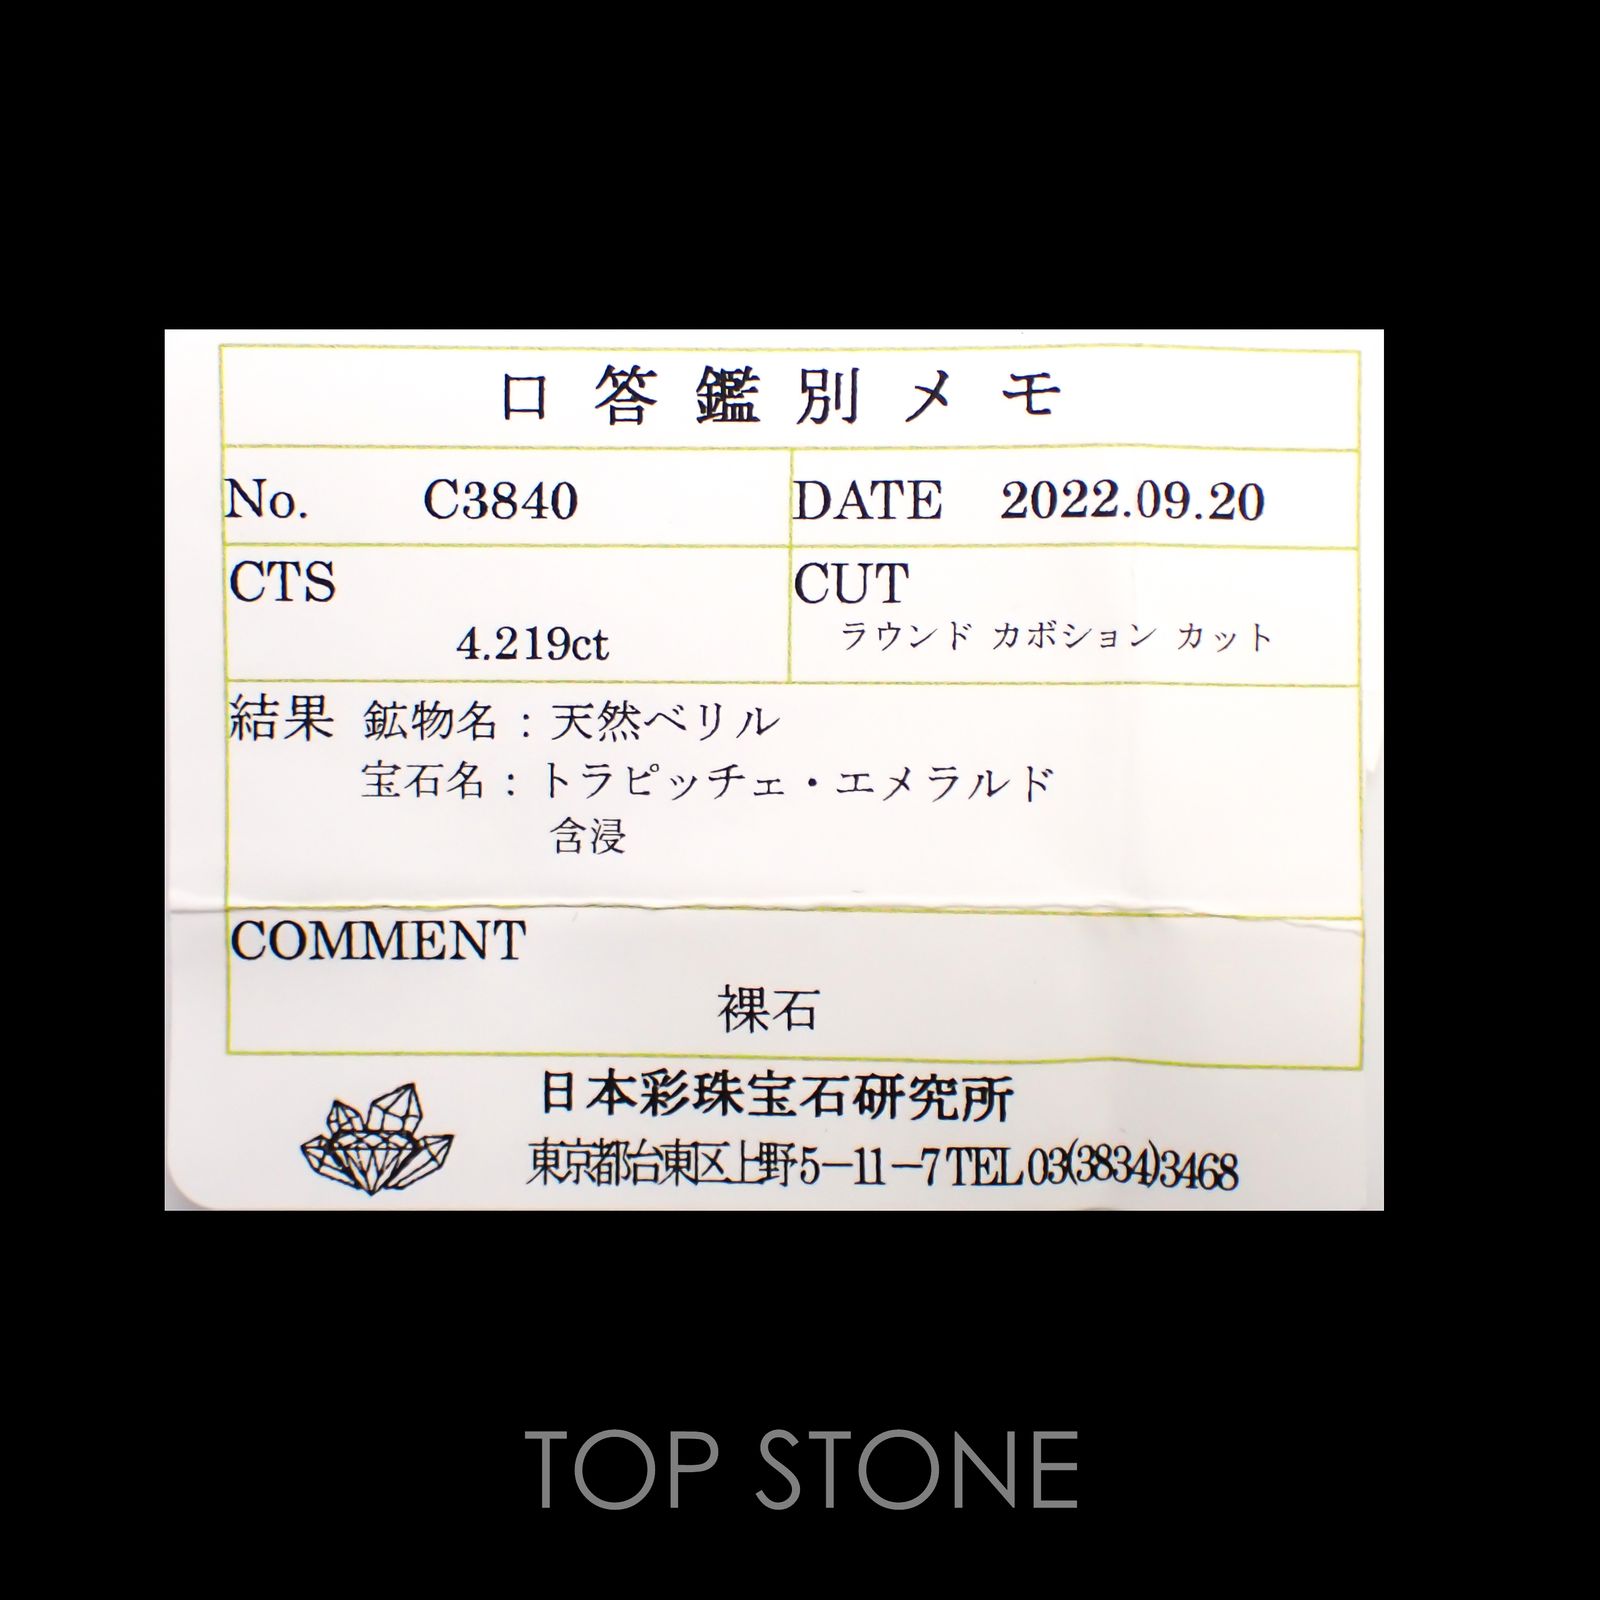 口答鑑別メモ
No. C3840 DATE 2022.09.20
CTS CUT
4.219ct ラウンド カボション カット
結果 鉱物名：天然ベリル
宝石名：トラピッチェ・エメラルド
含浸
COMMENT
裸石
日本彩珠宝石研究所
東京都台東区上野5－11－7 TEL 03(3834)3468
TOP STONE